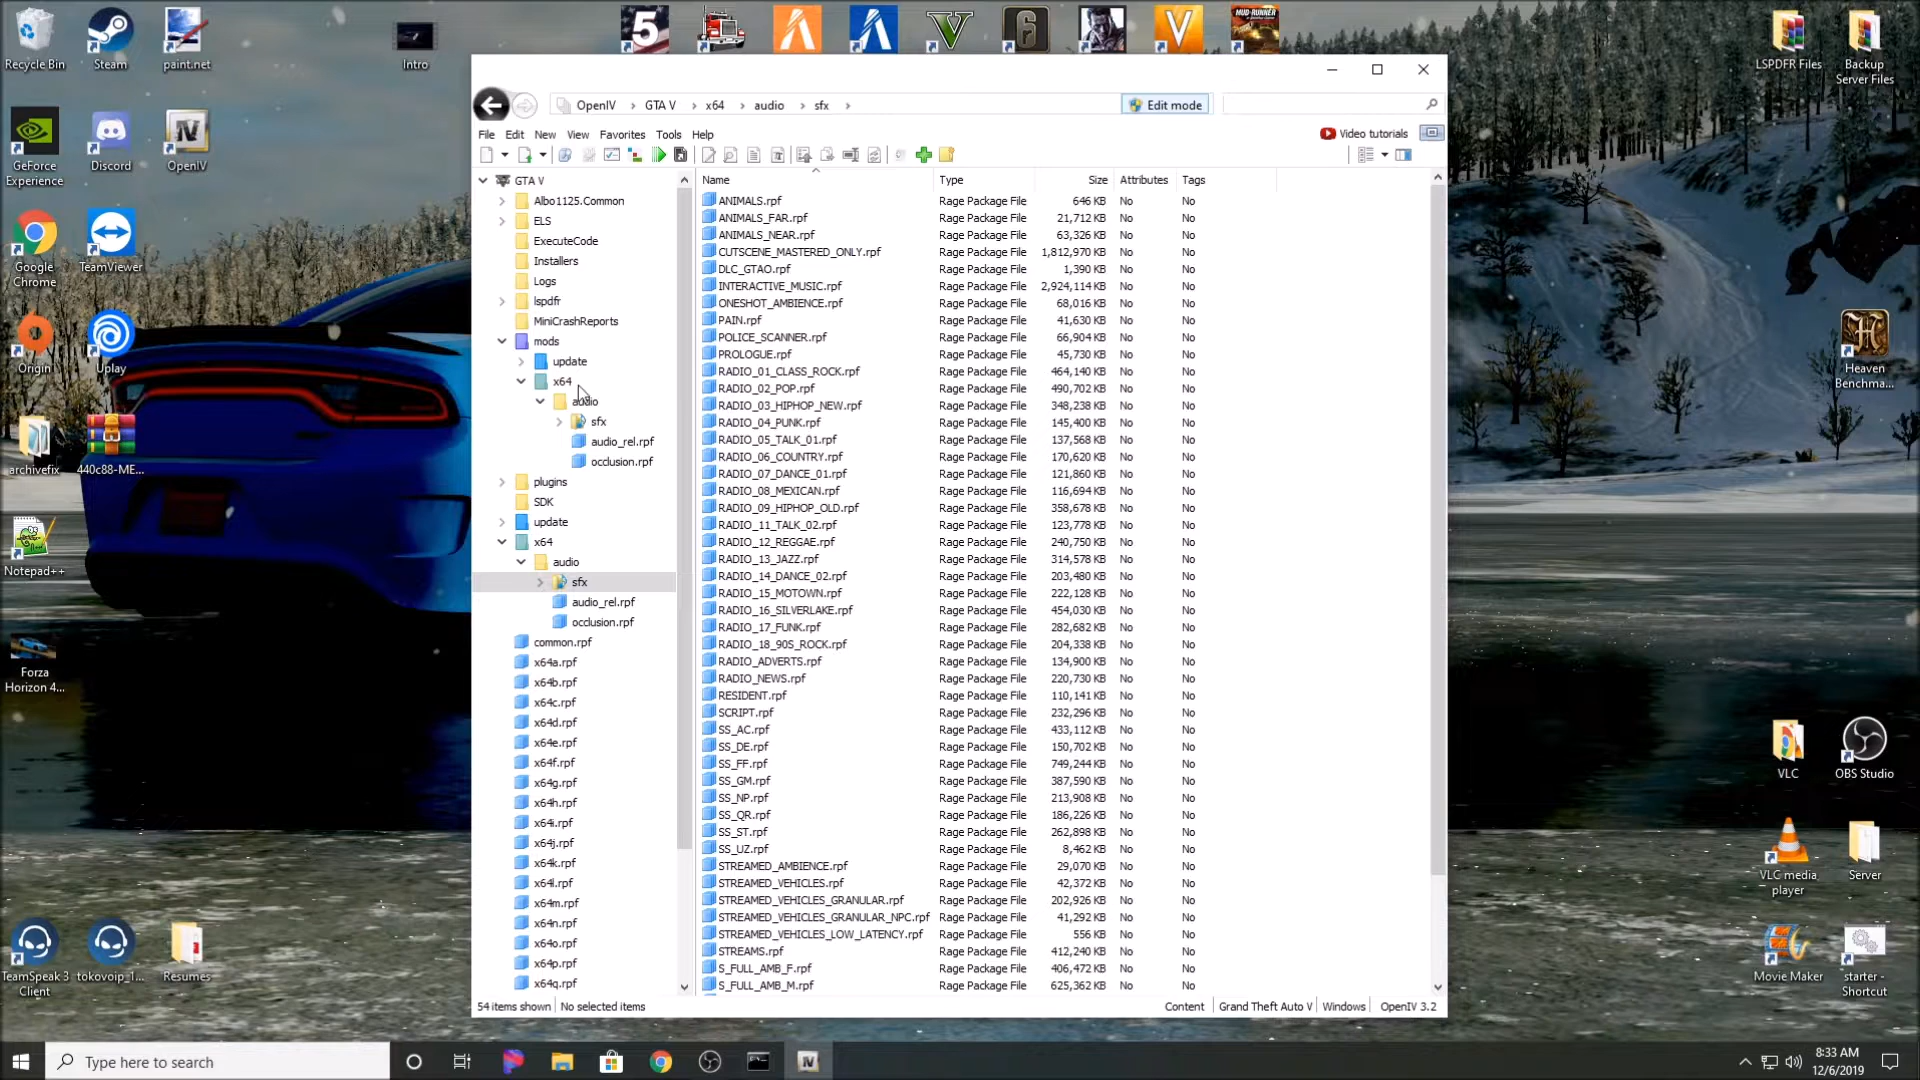 Recycle Bin
Steam
paint.net
Intro
LSPDFR Files
Backup
Server Files
GeForce
Experience
Discord
OpenIV
Google
Chrome
TeamViewer
Origin
Uplay
archivefix
440c88-ME...
Notepad++
Forza
Horizon 4...
TeamSpeak 3
Client
tokovoip_1...
Resumes
Heaven
Benchma...
VLC
OBS Studio
VLC media
player
Server
Movie Maker
starter -
Shortcut
OpenIV > GTA V > x64 > audio > sfx >
Edit mode
File Edit New View Favorites Tools Help
Video tutorials
GTA V
Albo1125.Common
ELS
ExecuteCode
Installers
Logs
lspdfr
MiniCrashReports
mods
update
x64
audio
sfx
audio_rel.rpf
occlusion.rpf
plugins
SDK
update
x64
audio
sfx
audio_rel.rpf
occlusion.rpf
common.rpf
x64a.rpf
x64b.rpf
x64c.rpf
x64d.rpf
x64e.rpf
x64f.rpf
x64g.rpf
x64h.rpf
x64i.rpf
x64j.rpf
x64k.rpf
x64l.rpf
x64m.rpf
x64n.rpf
x64o.rpf
x64p.rpf
x64q.rpf
Name Type Size Attributes Tags
ANIMALS.rpf Rage Package File 646 KB No No
ANIMALS_FAR.rpf Rage Package File 21,712 KB No No
ANIMALS_NEAR.rpf Rage Package File 63,326 KB No No
CUTSCENE_MASTERED_ONLY.rpf Rage Package File 1,812,970 KB No No
DLC_GTAO.rpf Rage Package File 1,390 KB No No
INTERACTIVE_MUSIC.rpf Rage Package File 2,924,114 KB No No
ONESHOT_AMBIENCE.rpf Rage Package File 68,016 KB No No
PAIN.rpf Rage Package File 41,630 KB No No
POLICE_SCANNER.rpf Rage Package File 66,904 KB No No
PROLOGUE.rpf Rage Package File 45,730 KB No No
RADIO_01_CLASS_ROCK.rpf Rage Package File 464,140 KB No No
RADIO_02_POP.rpf Rage Package File 490,702 KB No No
RADIO_03_HIPHOP_NEW.rpf Rage Package File 348,238 KB No No
RADIO_04_PUNK.rpf Rage Package File 145,400 KB No No
RADIO_05_TALK_01.rpf Rage Package File 137,568 KB No No
RADIO_06_COUNTRY.rpf Rage Package File 170,620 KB No No
RADIO_07_DANCE_01.rpf Rage Package File 121,860 KB No No
RADIO_08_MEXICAN.rpf Rage Package File 116,694 KB No No
RADIO_09_HIPHOP_OLD.rpf Rage Package File 358,678 KB No No
RADIO_11_TALK_02.rpf Rage Package File 123,778 KB No No
RADIO_12_REGGAE.rpf Rage Package File 240,750 KB No No
RADIO_13_JAZZ.rpf Rage Package File 314,578 KB No No
RADIO_14_DANCE_02.rpf Rage Package File 203,480 KB No No
RADIO_15_MOTOWN.rpf Rage Package File 222,128 KB No No
RADIO_16_SILVERLAKE.rpf Rage Package File 454,030 KB No No
RADIO_17_FUNK.rpf Rage Package File 282,682 KB No No
RADIO_18_90S_ROCK.rpf Rage Package File 204,338 KB No No
RADIO_ADVERTS.rpf Rage Package File 134,900 KB No No
RADIO_NEWS.rpf Rage Package File 220,730 KB No No
RESIDENT.rpf Rage Package File 110,141 KB No No
SCRIPT.rpf Rage Package File 232,296 KB No No
SS_AC.rpf Rage Package File 433,112 KB No No
SS_DE.rpf Rage Package File 150,702 KB No No
SS_FF.rpf Rage Package File 749,244 KB No No
SS_GM.rpf Rage Package File 387,590 KB No No
SS_NP.rpf Rage Package File 213,908 KB No No
SS_QR.rpf Rage Package File 186,226 KB No No
SS_ST.rpf Rage Package File 262,898 KB No No
SS_UZ.rpf Rage Package File 8,462 KB No No
STREAMED_AMBIENCE.rpf Rage Package File 29,070 KB No No
STREAMED_VEHICLES.rpf Rage Package File 42,372 KB No No
STREAMED_VEHICLES_GRANULAR.rpf Rage Package File 202,926 KB No No
STREAMED_VEHICLES_GRANULAR_NPC.rpf Rage Package File 41,292 KB No No
STREAMED_VEHICLES_LOW_LATENCY.rpf Rage Package File 556 KB No No
STREAMS.rpf Rage Package File 412,240 KB No No
S_FULL_AMB_F.rpf Rage Package File 406,472 KB No No
S_FULL_AMB_M.rpf Rage Package File 625,362 KB No No
54 items shown No selected items Content Grand Theft Auto V Windows OpenIV 3.2
Type here to search
8:33 AM
12/6/2019